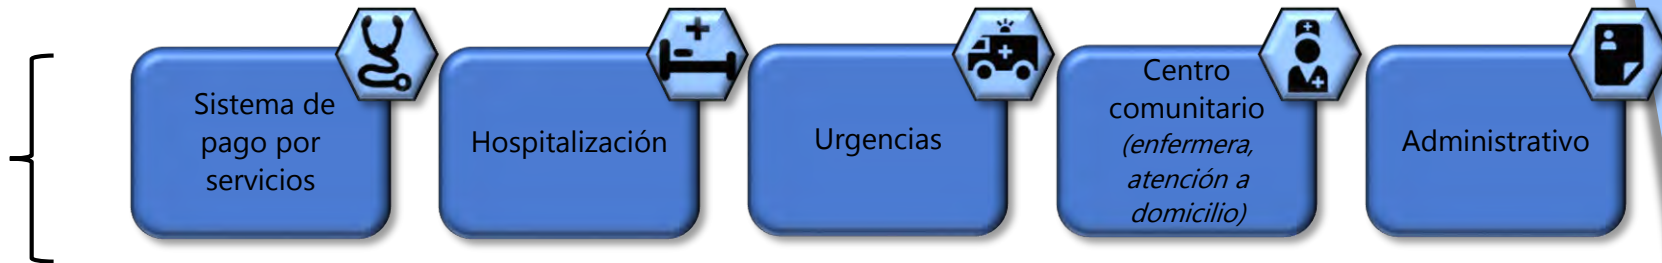 Sistema de
pago por
servicios
Hospitalización
Urgencias
Centro
comunitario
(enfermera,
atención a
domicilio)
Administrativo